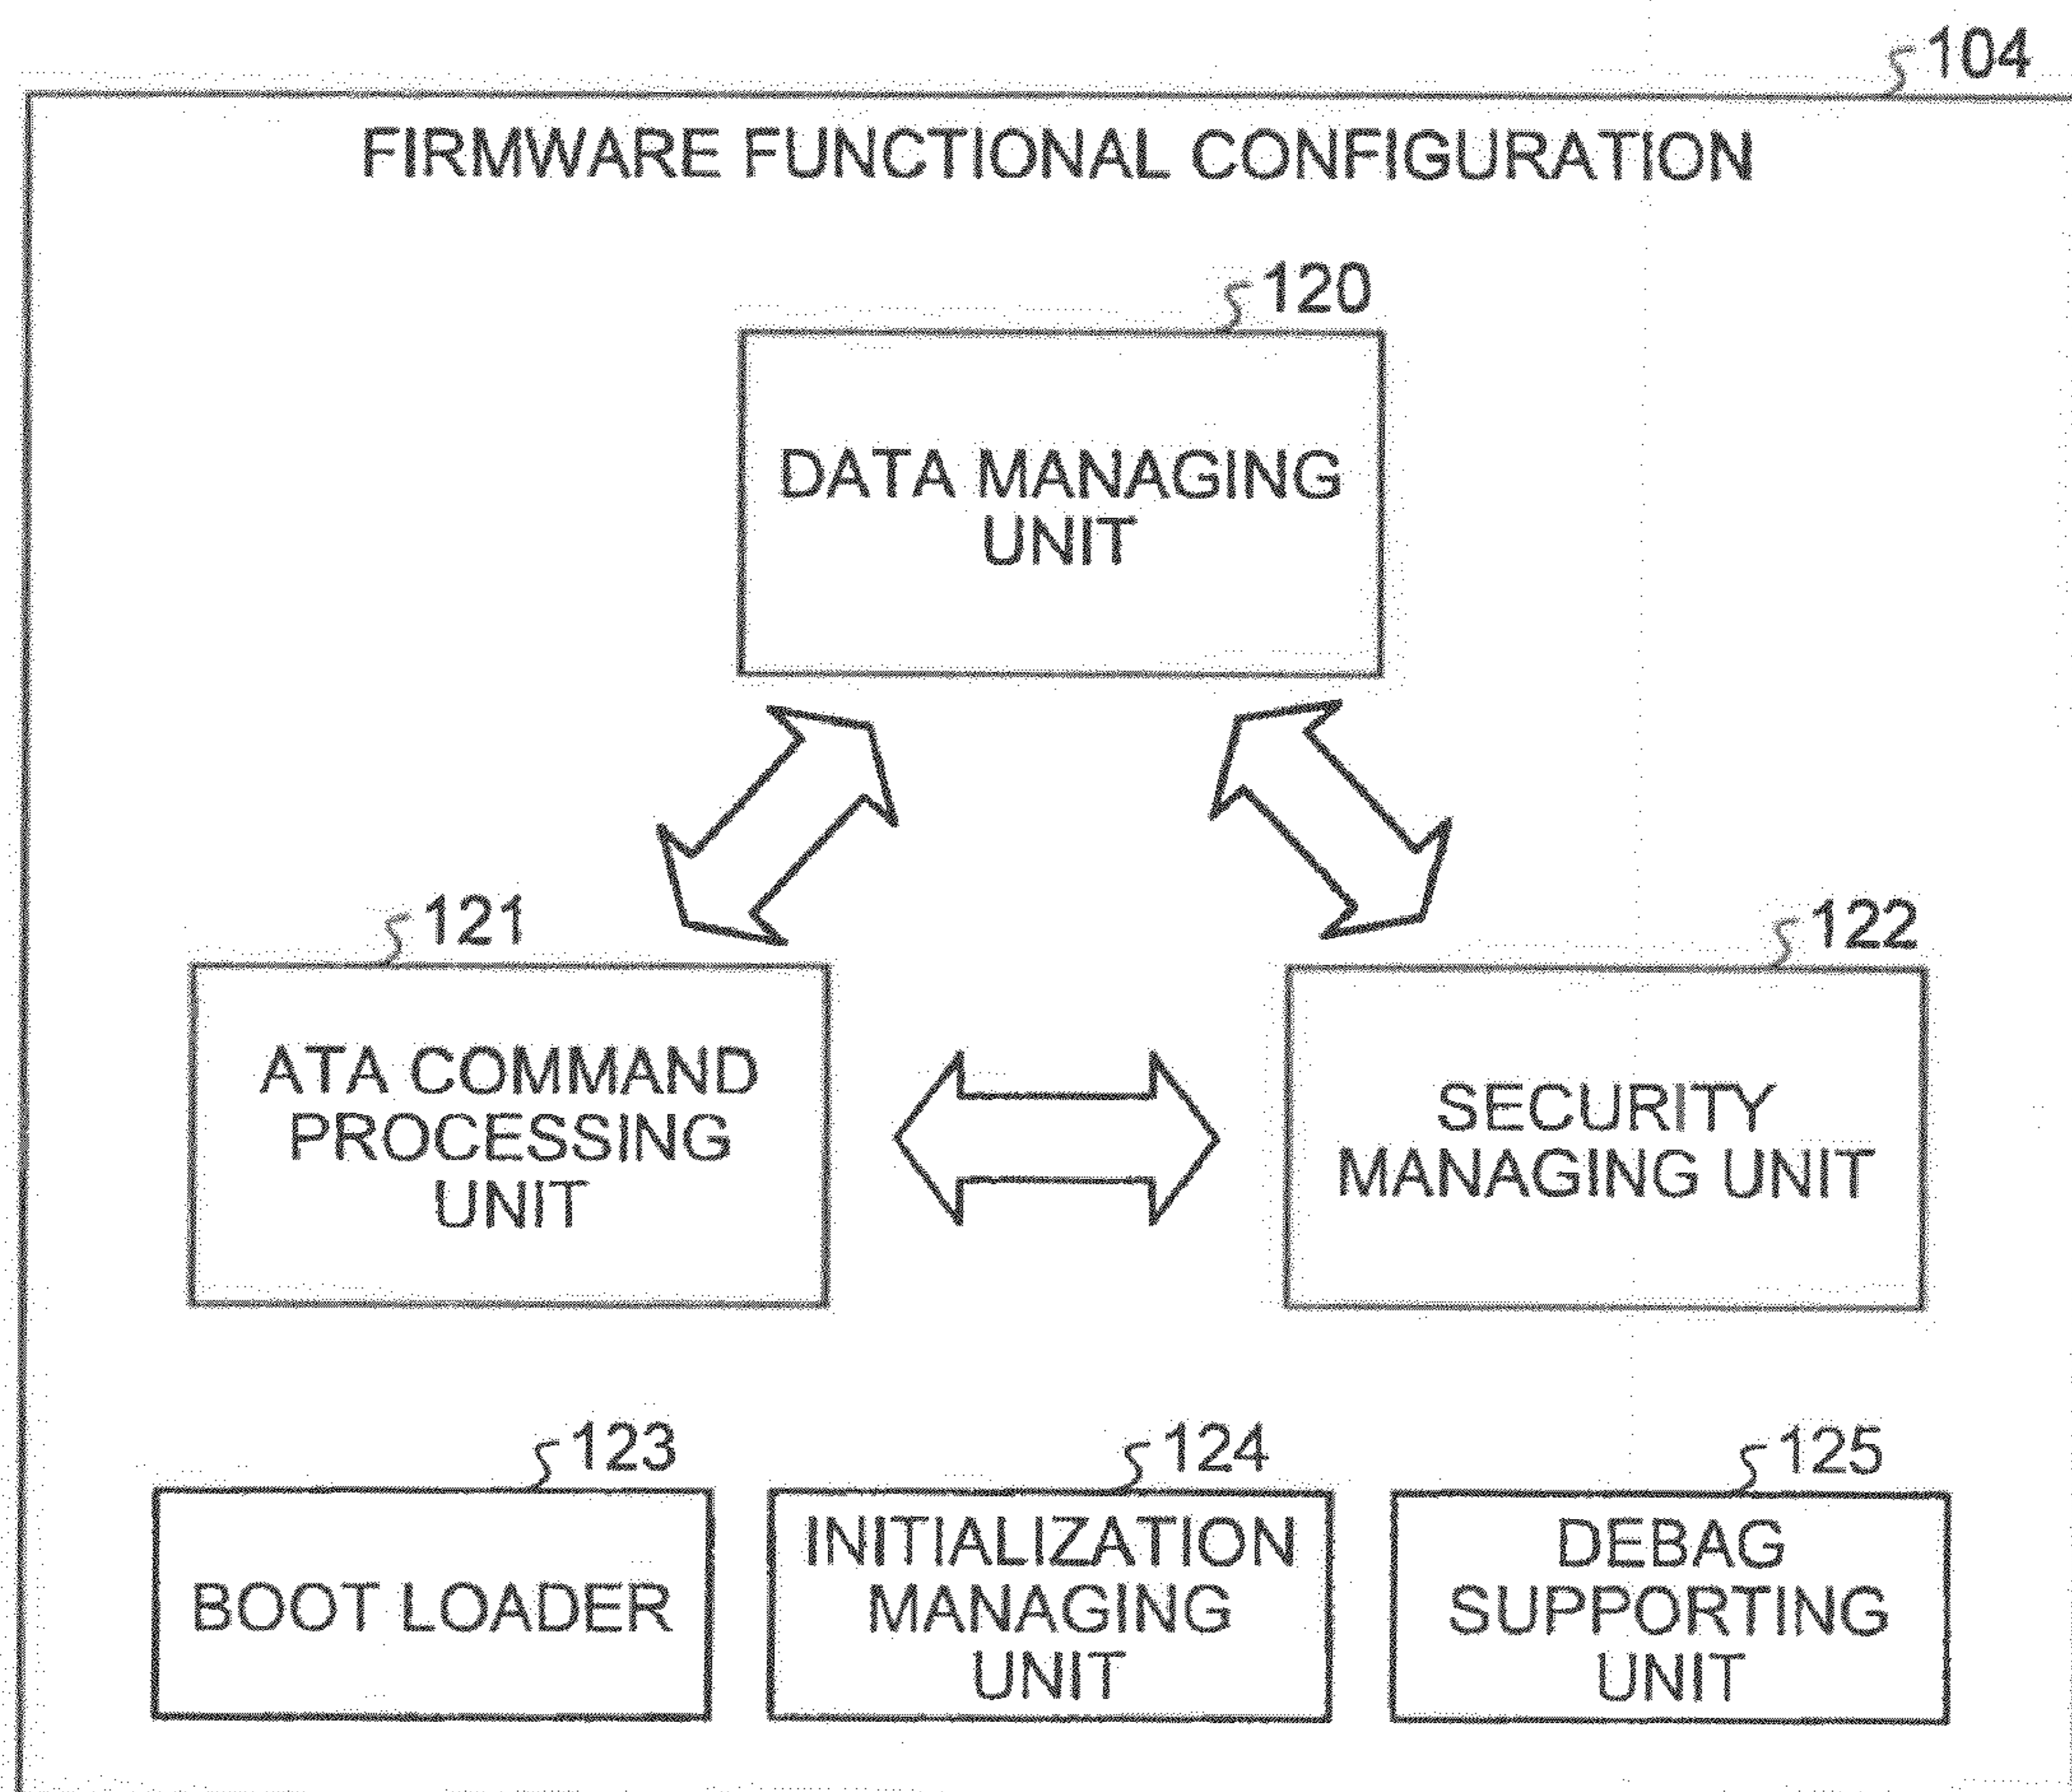 104
FIRMWARE FUNCTIONAL CONFIGURATION
120
DATA MANAGING
UNIT
121
ATA COMMAND
PROCESSING
UNIT
122
SECURITY
MANAGING UNIT
123
BOOT LOADER
124
INITIALIZATION
MANAGING
UNIT
125
DEBAG
SUPPORTING
UNIT